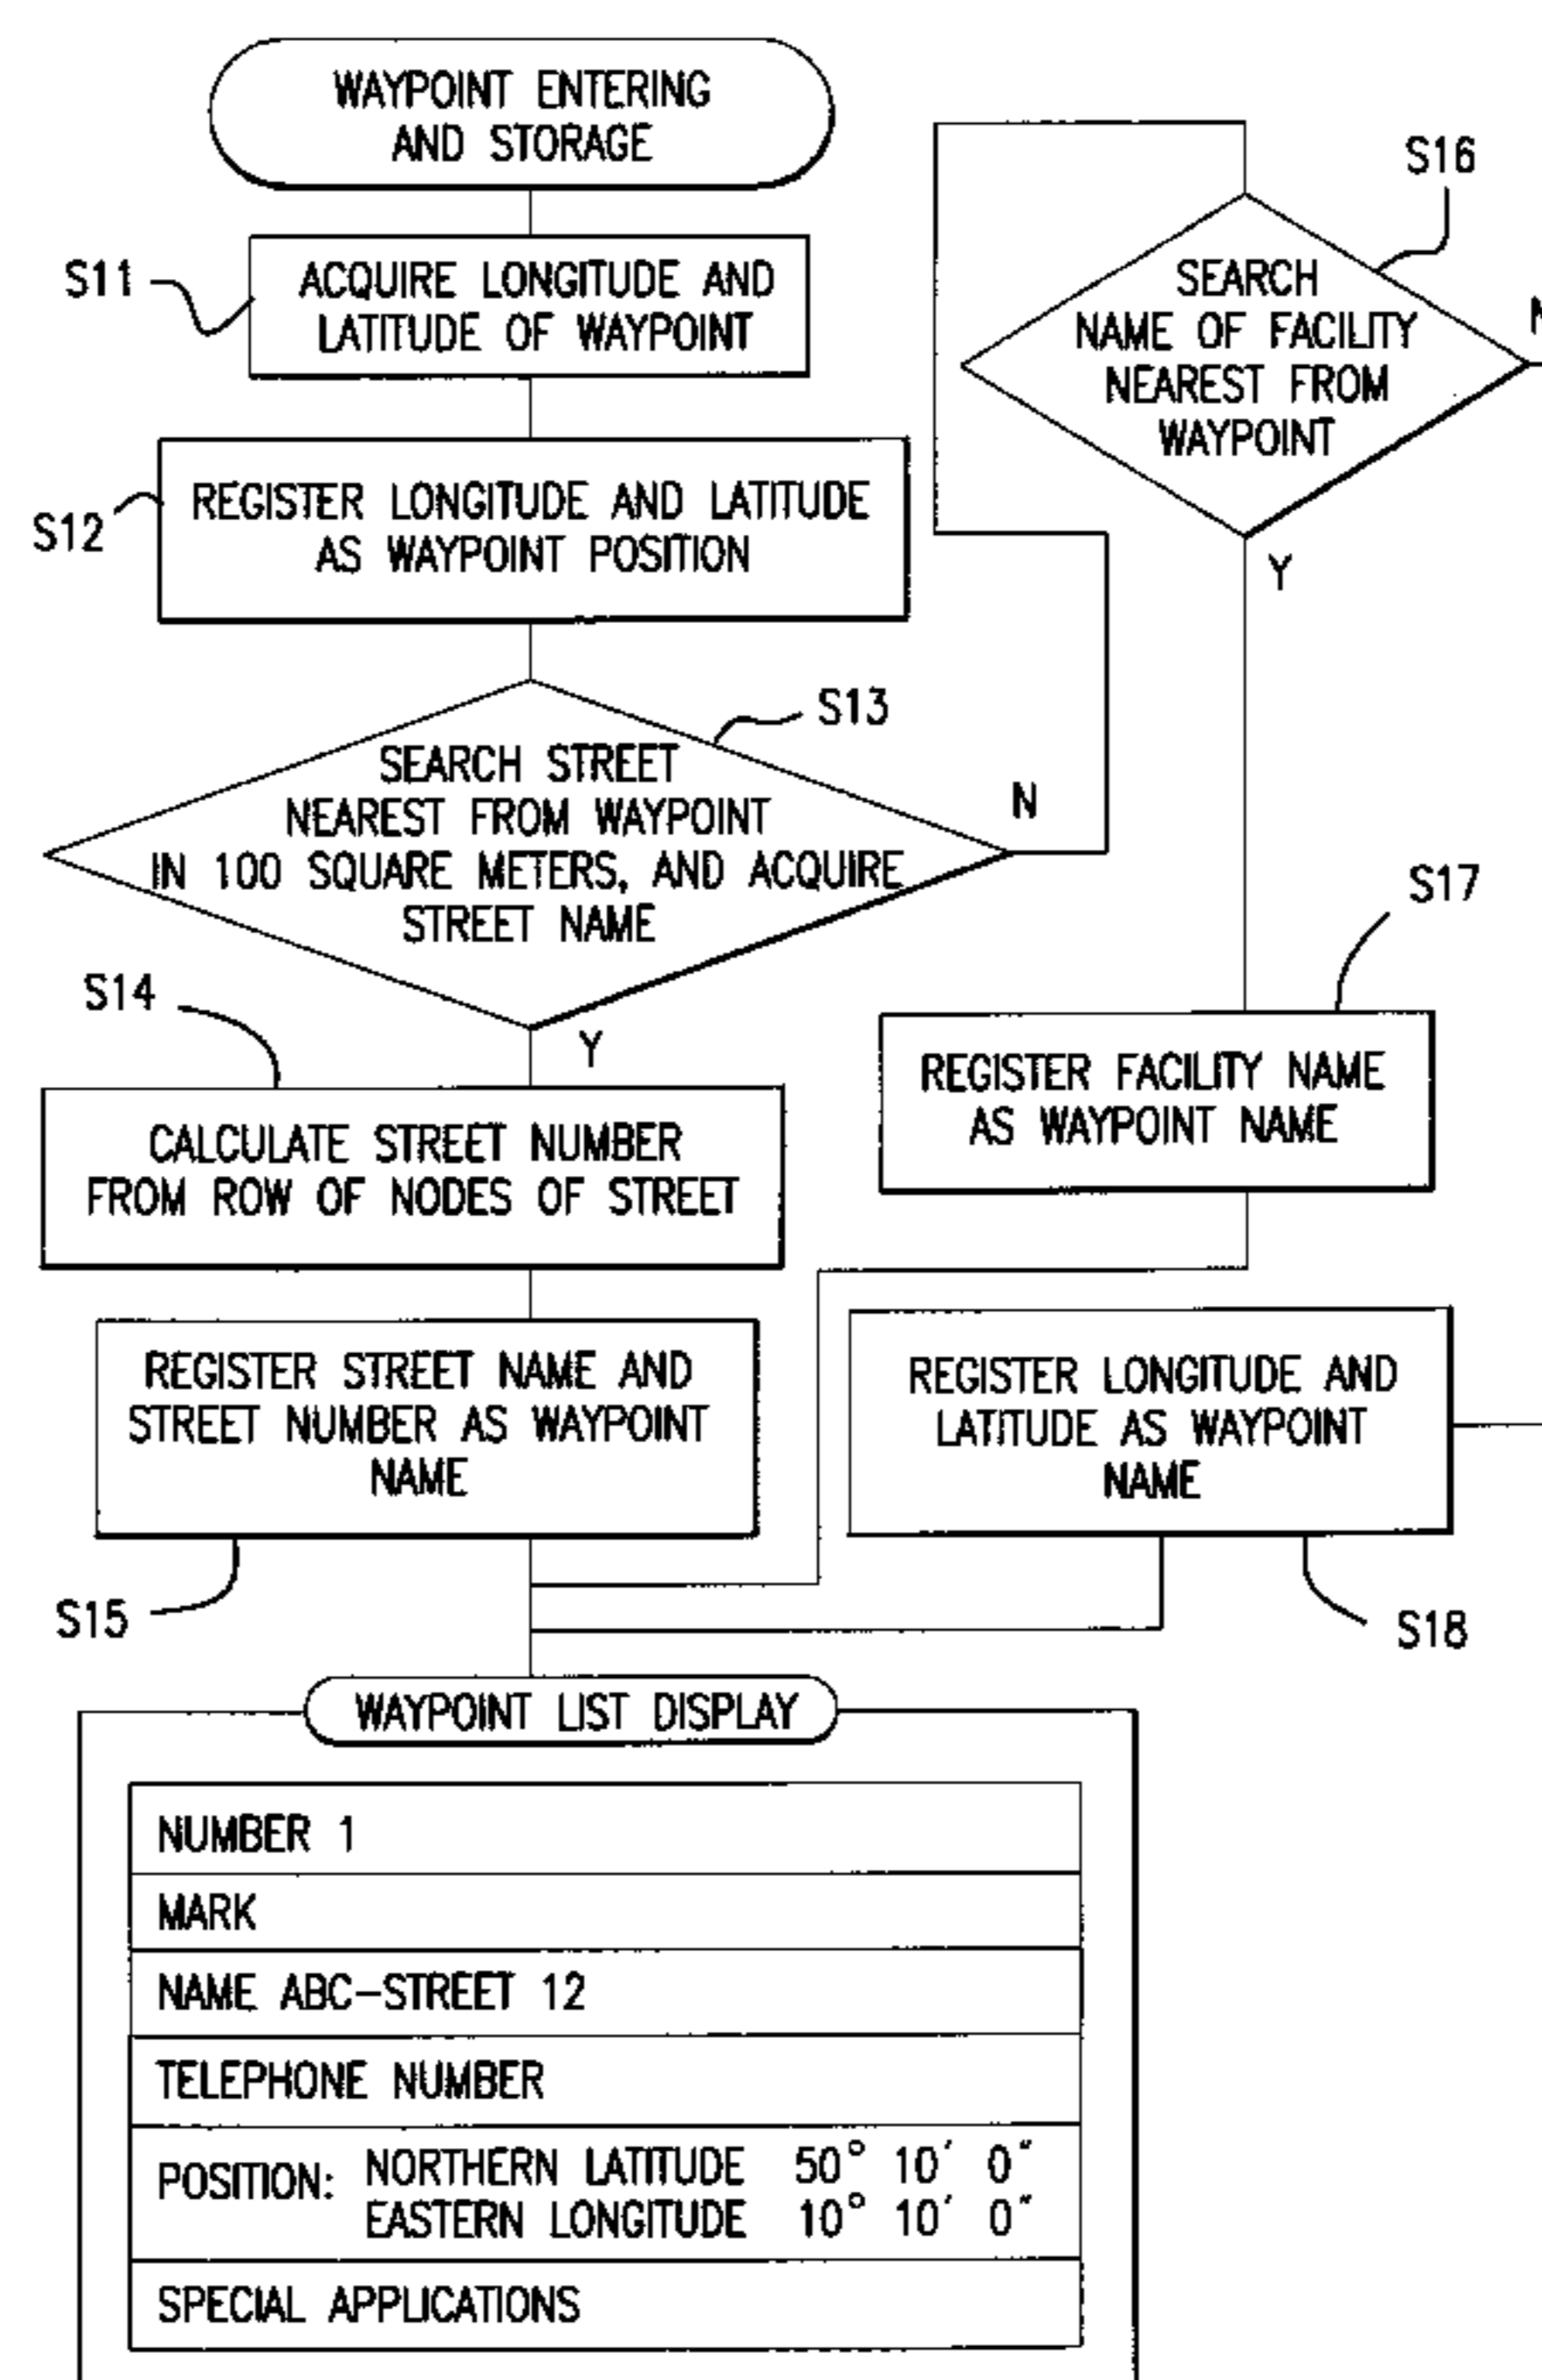 WAYPOINT ENTERING
AND STORAGE
S11
ACQUIRE LONGITUDE AND
LATITUDE OF WAYPOINT
S12
REGISTER LONGITUDE AND LATITUDE
AS WAYPOINT POSITION
S13
SEARCH STREET
NEAREST FROM WAYPOINT
IN 100 SQUARE METERS, AND ACQUIRE
STREET NAME
N
Y
S14
CALCULATE STREET NUMBER
FROM ROW OF NODES OF STREET
REGISTER STREET NAME AND
STREET NUMBER AS WAYPOINT
NAME
S15
S16
SEARCH
NAME OF FACILITY
NEAREST FROM
WAYPOINT
N
Y
S17
REGISTER FACILITY NAME
AS WAYPOINT NAME
REGISTER LONGITUDE AND
LATITUDE AS WAYPOINT
NAME
S18
WAYPOINT LIST DISPLAY
NUMBER 1
MARK
NAME ABC-STREET 12
TELEPHONE NUMBER
POSITION: NORTHERN LATITUDE 50° 10′ 0″
EASTERN LONGITUDE 10° 10′ 0″
SPECIAL APPLICATIONS